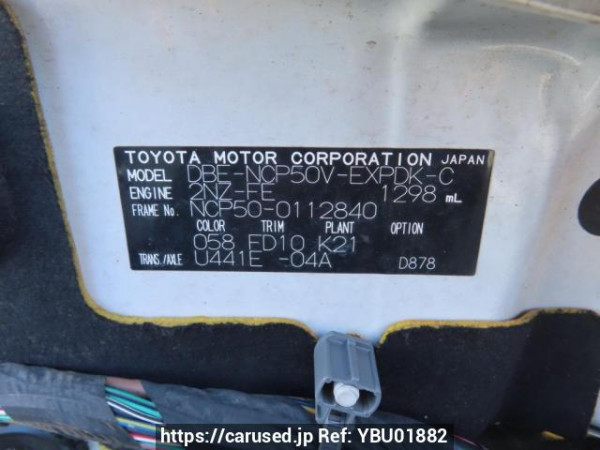 TOYOTA MOTOR CORPORATION JAPAN
MODEL DBE-NCP50V-EXPDK-C
ENGINE 2NZ-FE 1298 mL
FRAME No. NCP50-0112840
COLOR TRIM PLANT OPTION
058 FD10 K21
TRANS./AXLE U441E -04A D878
https://carused.jp Ref: YBU01882